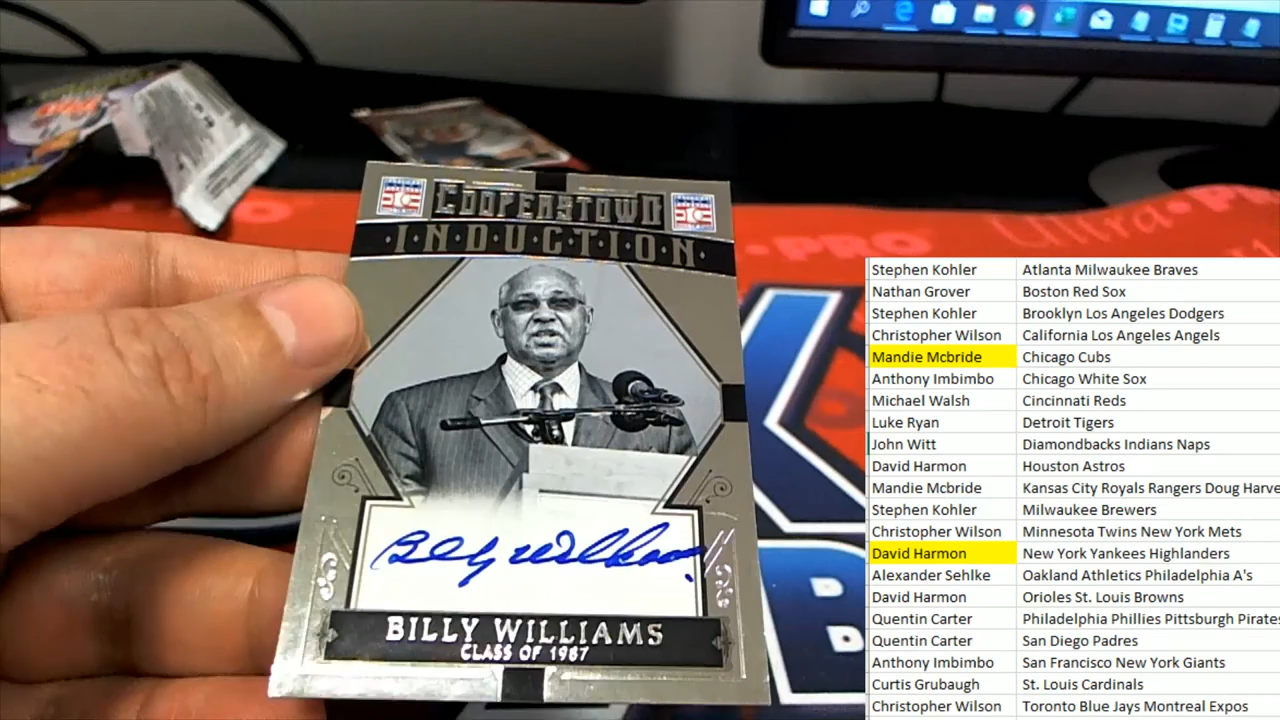 COOPERSTOWN
INDUCTION
Billy Williams
BILLY WILLIAMS
CLASS OF 1987
PRO
Ultra PRO
Stephen Kohler Atlanta Milwaukee Braves
Nathan Grover Boston Red Sox
Stephen Kohler Brooklyn Los Angeles Dodgers
Christopher Wilson California Los Angeles Angels
Mandie Mcbride Chicago Cubs
Anthony Imbimbo Chicago White Sox
Michael Walsh Cincinnati Reds
Luke Ryan Detroit Tigers
John Witt Diamondbacks Indians Naps
David Harmon Houston Astros
Mandie Mcbride Kansas City Royals Rangers Doug Harve
Stephen Kohler Milwaukee Brewers
Christopher Wilson Minnesota Twins New York Mets
David Harmon New York Yankees Highlanders
Alexander Sehlke Oakland Athletics Philadelphia A's
David Harmon Orioles St. Louis Browns
Quentin Carter Philadelphia Phillies Pittsburgh Pirates
Quentin Carter San Diego Padres
Anthony Imbimbo San Francisco New York Giants
Curtis Grubaugh St. Louis Cardinals
Christopher Wilson Toronto Blue Jays Montreal Expos